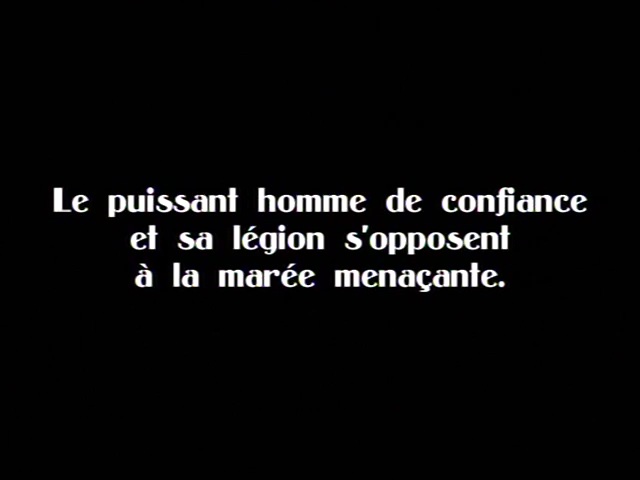 Le puissant homme de confiance
et sa légion s'opposent
à la marée menaçante.